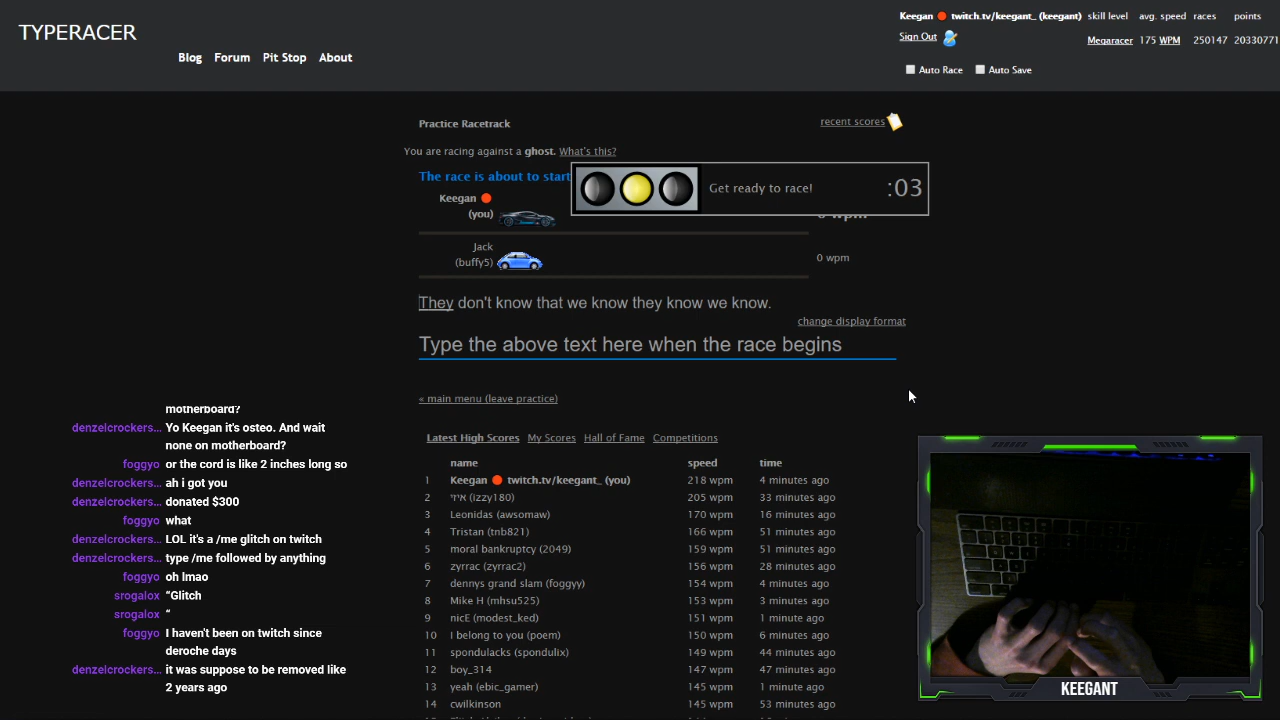 TYPERACER
Blog Forum Pit Stop About
Keegan twitch.tv/keegant_ (keegant) skill level avg. speed races points
Sign Out Megaracer 175 WPM 250147 20330771
Auto Race Auto Save
Practice Racetrack
recent scores
You are racing against a ghost. What's this?
The race is about to start
Get ready to race! :03
Keegan
(you)
Jack
(buffy5)
0 wpm
They don't know that we know they know we know.
change display format
Type the above text here when the race begins
« main menu (leave practice)
Latest High Scores My Scores Hall of Fame Competitions
name speed time
1 Keegan twitch.tv/keegant_ (you) 218 wpm 4 minutes ago
2 איזי (izzy180) 205 wpm 33 minutes ago
3 Leonidas (awsomaw) 170 wpm 16 minutes ago
4 Tristan (tnb821) 166 wpm 51 minutes ago
5 moral bankruptcy (2049) 159 wpm 51 minutes ago
6 zyrrac (zyrrac2) 156 wpm 28 minutes ago
7 dennys grand slam (foggyy) 154 wpm 4 minutes ago
8 Mike H (mhsu525) 153 wpm 3 minutes ago
9 nicE (modest_ked) 151 wpm 1 minute ago
10 I belong to you (poem) 150 wpm 6 minutes ago
11 spondulacks (spondulix) 149 wpm 44 minutes ago
12 boy_314 147 wpm 47 minutes ago
13 yeah (ebic_gamer) 145 wpm 1 minute ago
14 cwilkinson 145 wpm 53 minutes ago
motherboard?
denzelcrockers... Yo Keegan it's osteo. And wait
none on motherboard?
foggyo or the cord is like 2 inches long so
denzelcrockers... ah i got you
denzelcrockers... donated $300
foggyo what
denzelcrockers... LOL it's a /me glitch on twitch
denzelcrockers... type /me followed by anything
foggyo oh lmao
srogalox "Glitch
srogalox "
foggyo I haven't been on twitch since
deroche days
denzelcrockers... it was suppose to be removed like
2 years ago
KEEGANT